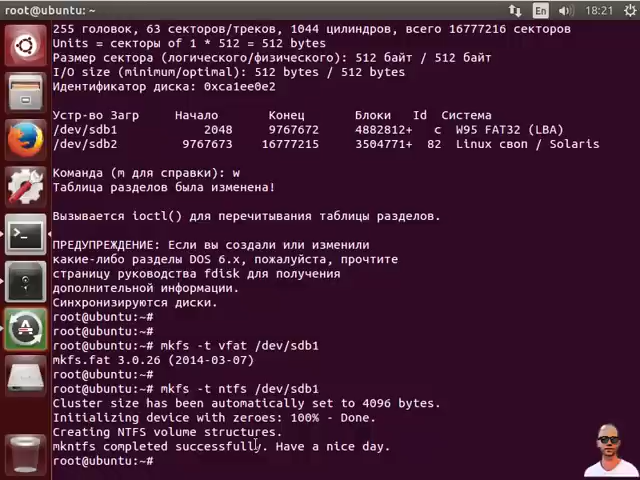 root@ubuntu: ~
En
18:21
255 головок, 63 секторов/треков, 1044 цилиндров, всего 16777216 секторов
Units = секторы of 1 * 512 = 512 bytes
Размер сектора (логического/физического): 512 байт / 512 байт
I/O size (minimum/optimal): 512 bytes / 512 bytes
Идентификатор диска: 0xca1ee0e2
Устр-во Загр Начало Конец Блоки Id Система
/dev/sdb1 2048 9767672 4882812+ c W95 FAT32 (LBA)
/dev/sdb2 9767673 16777215 3504771+ 82 Linux своп / Solaris
Команда (m для справки): w
Таблица разделов была изменена!
Вызывается ioctl() для перечитывания таблицы разделов.
ПРЕДУПРЕЖДЕНИЕ: Если вы создали или изменили
какие-либо разделы DOS 6.x, пожалуйста, прочтите
страницу руководства fdisk для получения
дополнительной информации.
Синхронизируются диски.
root@ubuntu:~#
root@ubuntu:~#
root@ubuntu:~# mkfs -t vfat /dev/sdb1
mkfs.fat 3.0.26 (2014-03-07)
root@ubuntu:~#
root@ubuntu:~# mkfs -t ntfs /dev/sdb1
Cluster size has been automatically set to 4096 bytes.
Initializing device with zeroes: 100% - Done.
Creating NTFS volume structures.
mkntfs completed successfully. Have a nice day.
root@ubuntu:~#